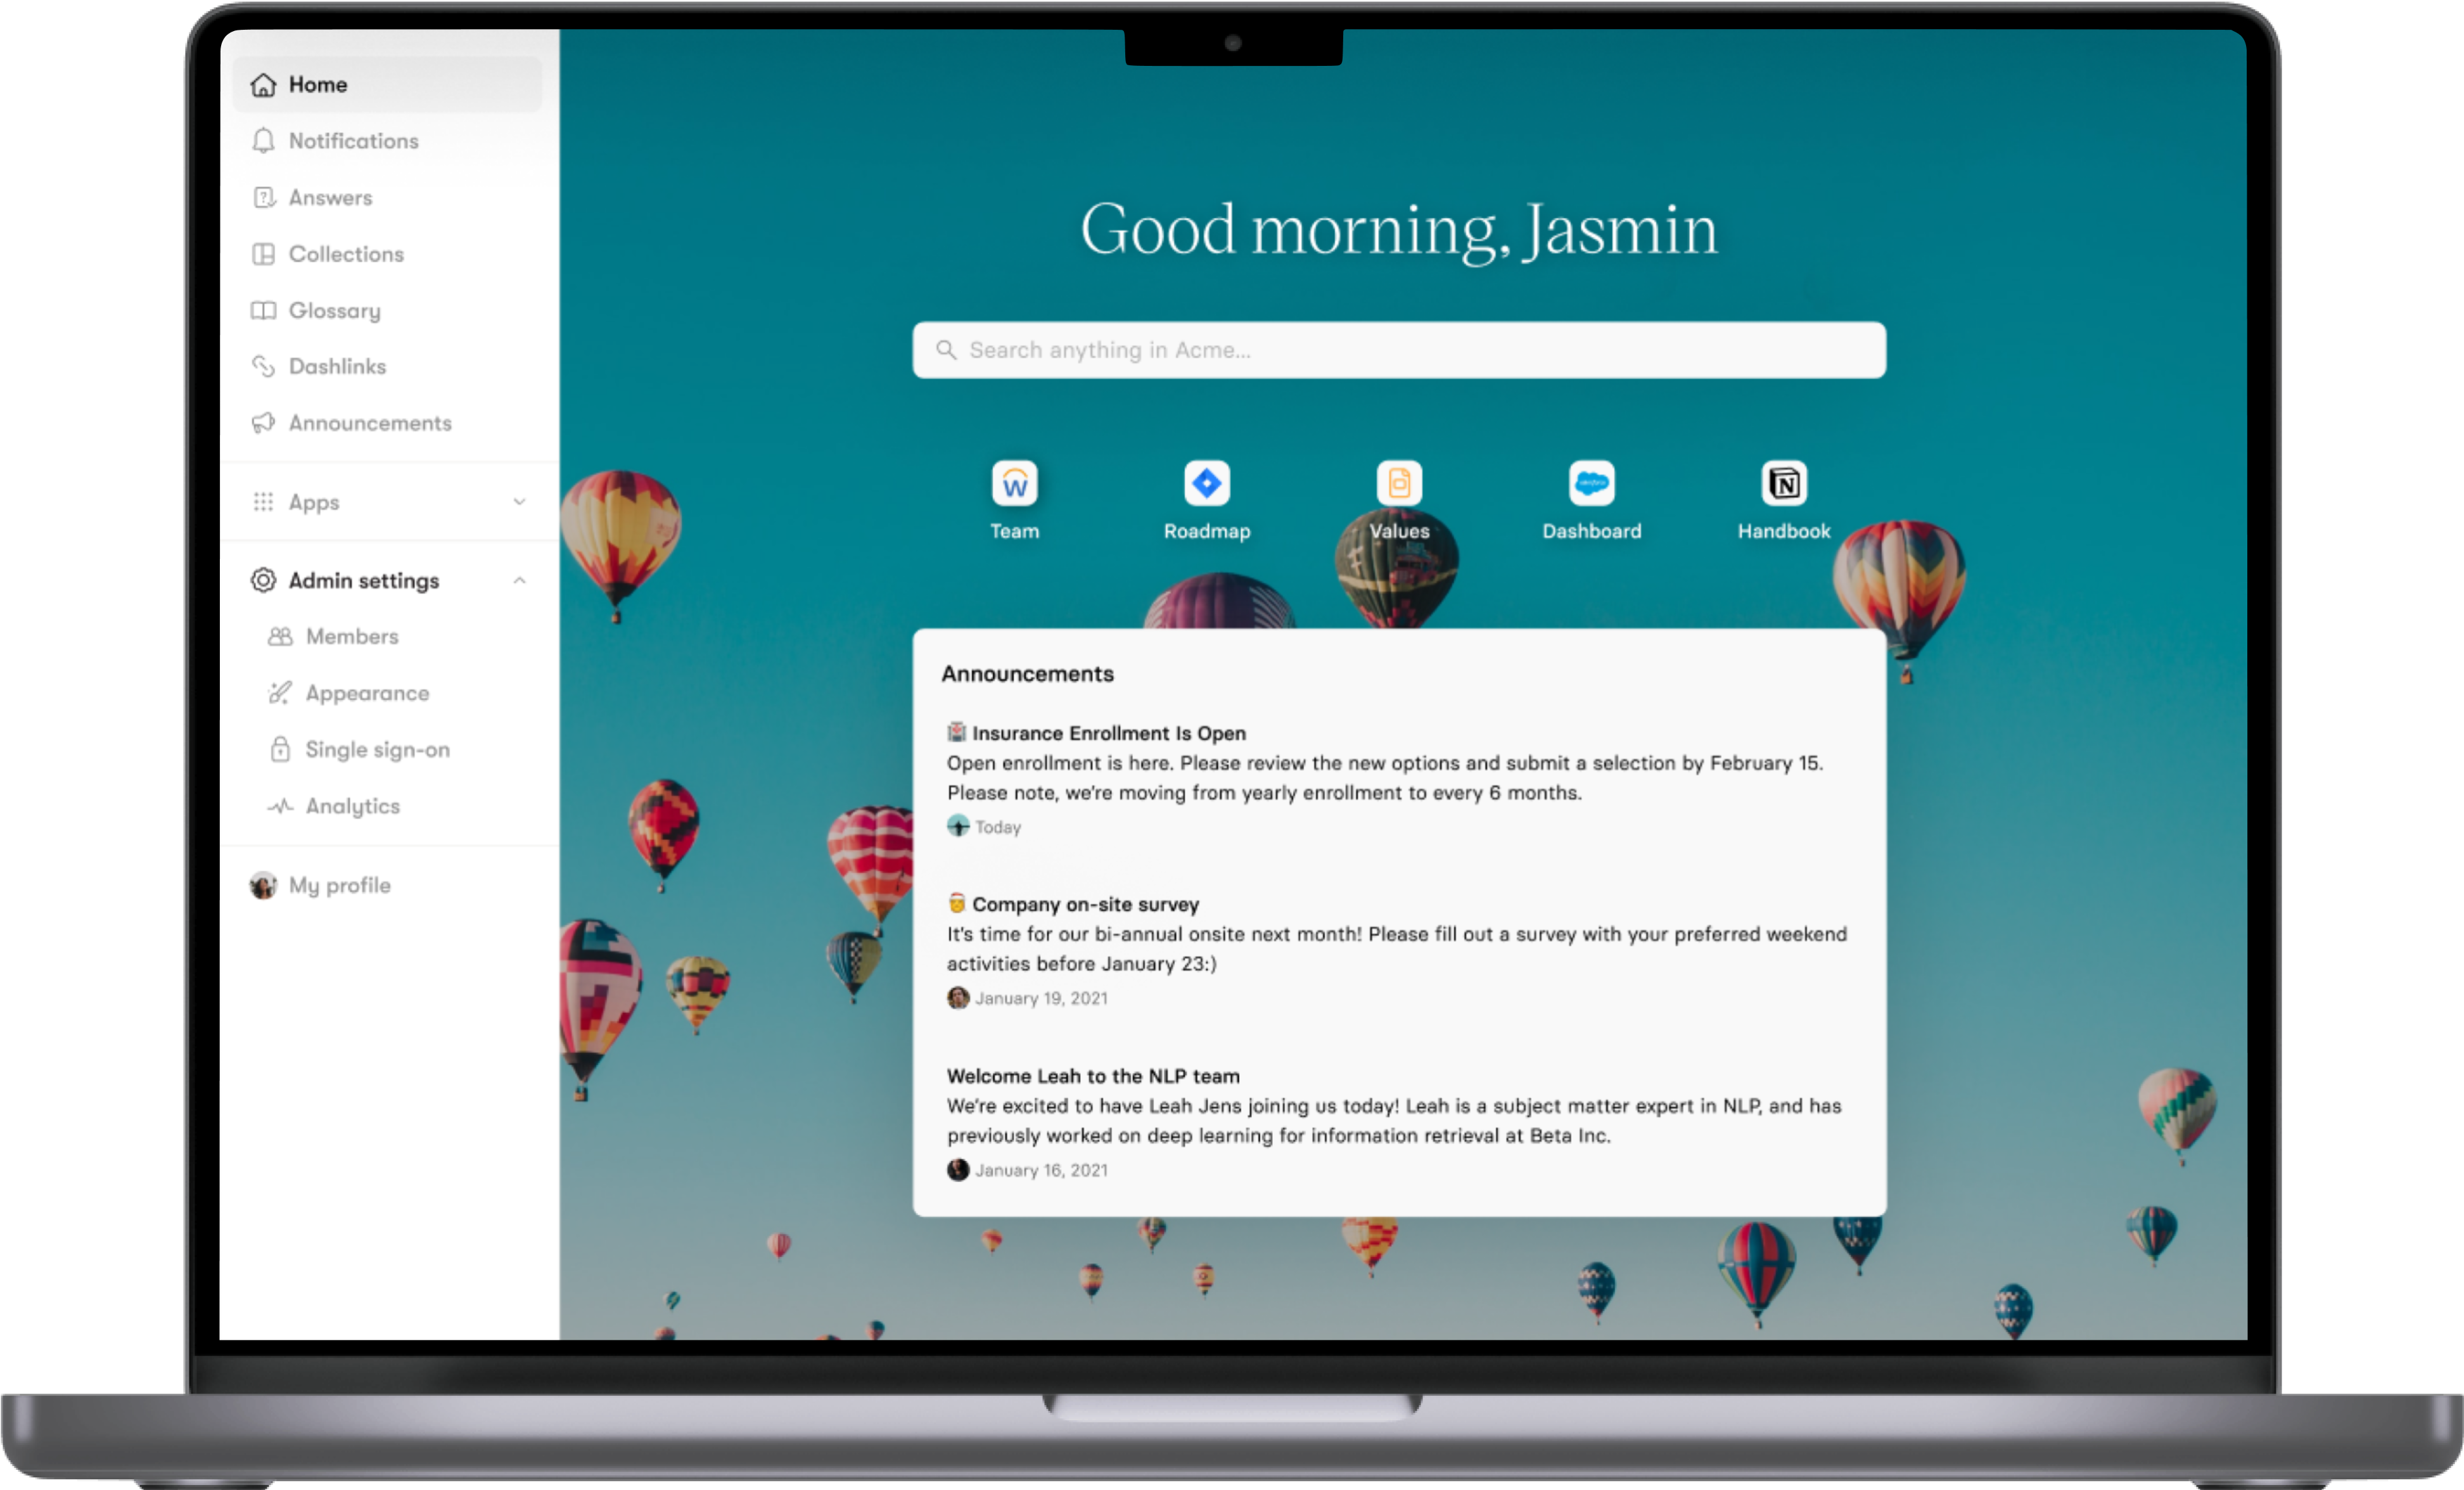 Home
Notifications
Answers
Collections
Glossary
Dashlinks
Announcements
Apps
Admin settings
Members
Appearance
Single sign-on
Analytics
My profile
Good morning, Jasmin
Search anything in Acme...
Team
Roadmap
Values
Dashboard
Handbook
Announcements
Insurance Enrollment Is Open
Open enrollment is here. Please review the new options and submit a selection by February 15.
Please note, we're moving from yearly enrollment to every 6 months.
Today
Company on-site survey
It's time for our bi-annual onsite next month! Please fill out a survey with your preferred weekend
activities before January 23:)
January 19, 2021
Welcome Leah to the NLP team
We're excited to have Leah Jens joining us today! Leah is a subject matter expert in NLP, and has
previously worked on deep learning for information retrieval at Beta Inc.
January 16, 2021